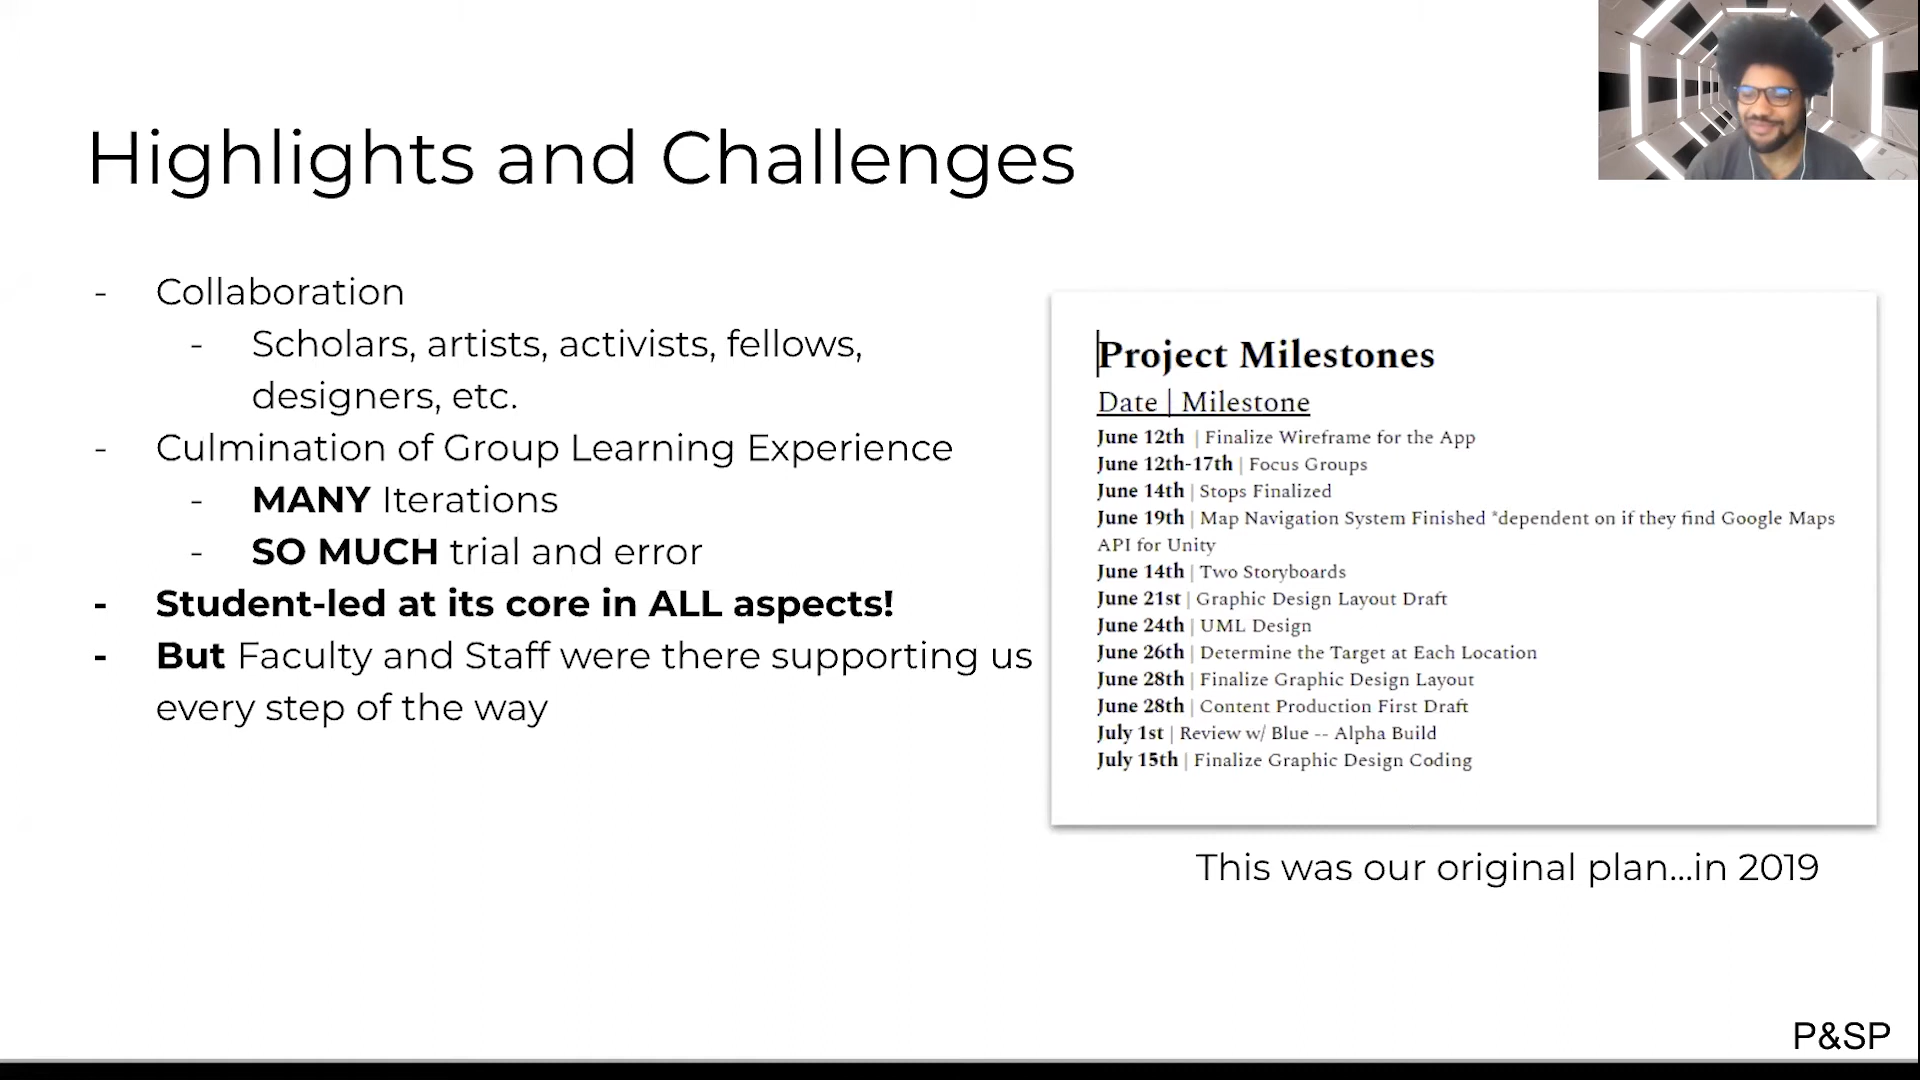 Highlights and Challenges
- Collaboration
- Scholars, artists, activists, fellows,
designers, etc.
- Culmination of Group Learning Experience
- MANY Iterations
- SO MUCH trial and error
- Student-led at its core in ALL aspects!
- But Faculty and Staff were there supporting us
every step of the way
Project Milestones
Date | Milestone
June 12th | Finalize Wireframe for the App
June 12th-17th | Focus Groups
June 14th | Stops Finalized
June 19th | Map Navigation System Finished *dependent on if they find Google Maps
API for Unity
June 14th | Two Storyboards
June 21st | Graphic Design Layout Draft
June 24th | UML Design
June 26th | Determine the Target at Each Location
June 28th | Finalize Graphic Design Layout
June 28th | Content Production First Draft
July 1st | Review w/ Blue -- Alpha Build
July 15th | Finalize Graphic Design Coding
This was our original plan...in 2019
P&SP